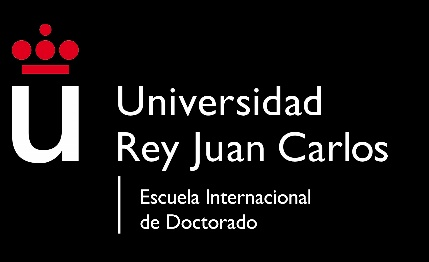 u
Universidad
Rey Juan Carlos
Escuela Internacional
de Doctorado